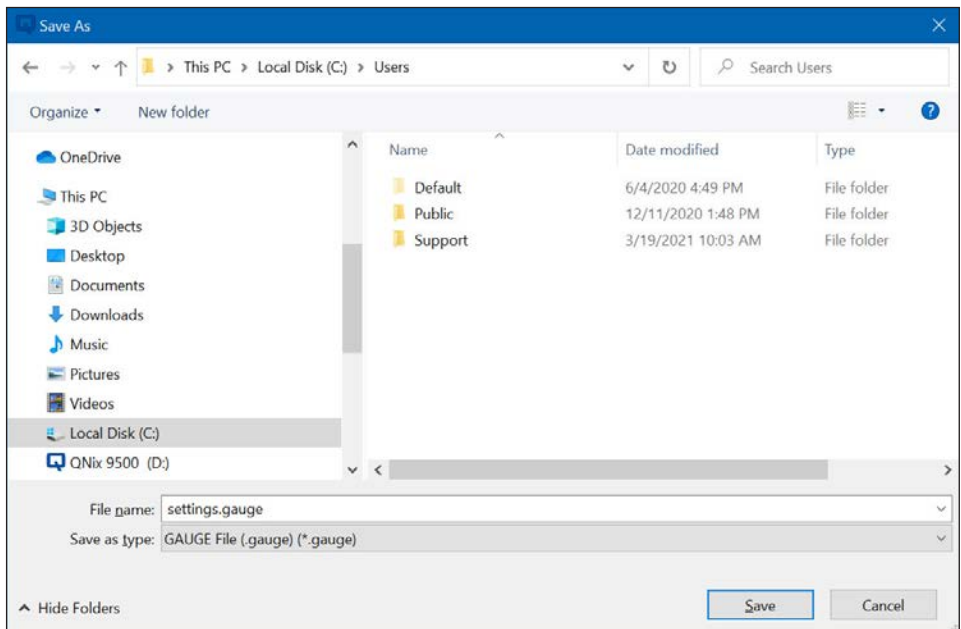 Save As
This PC > Local Disk (C:) > Users
Search Users
Organize
New folder
Name Date modified Type
OneDrive
This PC
3D Objects
Desktop
Documents
Downloads
Music
Pictures
Videos
Local Disk (C:)
QNix 9500 (D:)
Default 6/4/2020 4:49 PM File folder
Public 12/11/2020 1:48 PM File folder
Support 3/19/2021 10:03 AM File folder
File name: settings.gauge
Save as type: GAUGE File (.gauge) (*.gauge)
Hide Folders
Save
Cancel